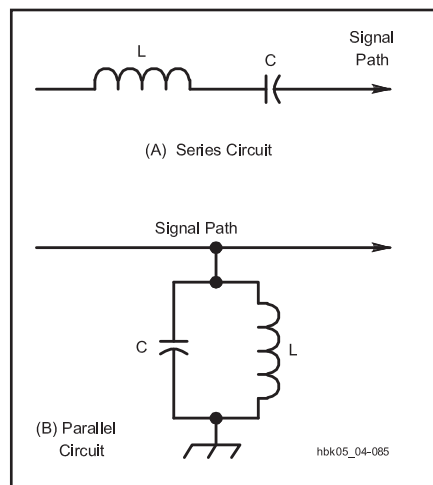 L
C
Signal
Path
(A) Series Circuit
Signal Path
C
L
(B) Parallel
Circuit
hbk05_04-085